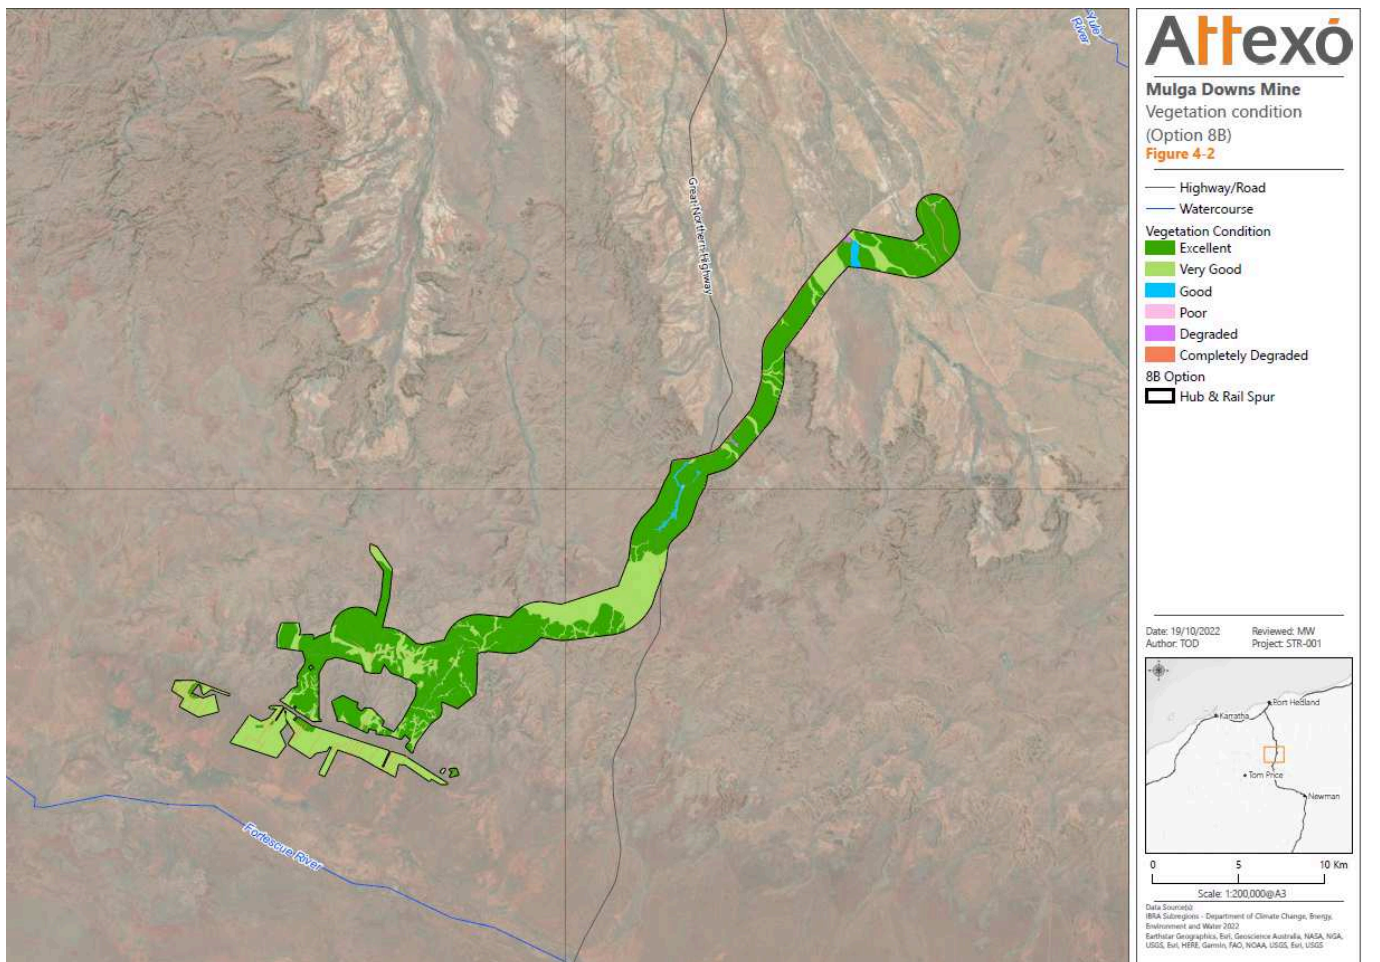 Yule
River
Great Northern Highway
Fortescue River
Attexó
Mulga Downs Mine
Vegetation condition
(Option 8B)
Figure 4-2
Highway/Road
Watercourse
Vegetation Condition
Excellent
Very Good
Good
Poor
Degraded
Completely Degraded
8B Option
Hub & Rail Spur
Date: 19/10/2022 Reviewed: MW
Author: TOD Project: STR-001
Port Hedland
Karratha
Tom Price
Newman
0 5 10 Km
Scale: 1:200,000@A3
Data Source(s):
IBRA Subregions - Department of Climate Change, Energy,
Environment and Water 2022
Earthstar Geographics, Esri, Geoscience Australia, NASA, NGA,
USGS, Esri, HERE, Garmin, FAO, NOAA, USGS, Esri, USGS